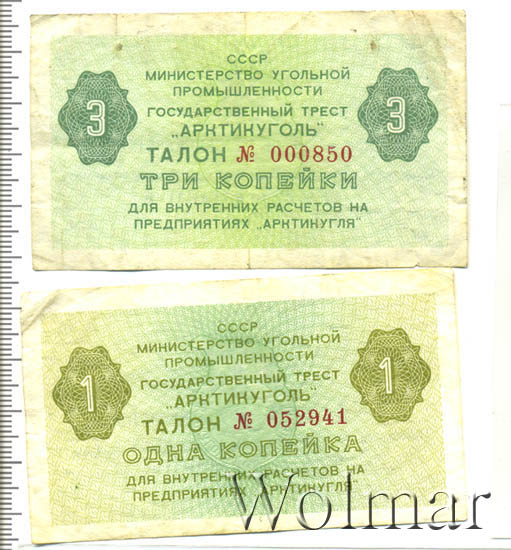 СССР
МИНИСТЕРСТВО УГОЛЬНОЙ
ПРОМЫШЛЕННОСТИ
ГОСУДАРСТВЕННЫЙ ТРЕСТ
3 „АРКТИКУГОЛЬ" 3
ТАЛОН № 000850
ТРИ КОПЕЙКИ
ДЛЯ ВНУТРЕННИХ РАСЧЕТОВ НА
ПРЕДПРИЯТИЯХ „АРКТИКУГЛЯ"
СССР
МИНИСТЕРСТВО УГОЛЬНОЙ
ПРОМЫШЛЕННОСТИ
ГОСУДАРСТВЕННЫЙ ТРЕСТ
1 „АРКТИКУГОЛЬ" 1
ТАЛОН № 052941
ОДНА КОПЕЙКА
ДЛЯ ВНУТРЕННИХ РАСЧЕТОВ НА
ПРЕДПРИЯТИЯХ „АРКТИКУГЛЯ"
Wolmar